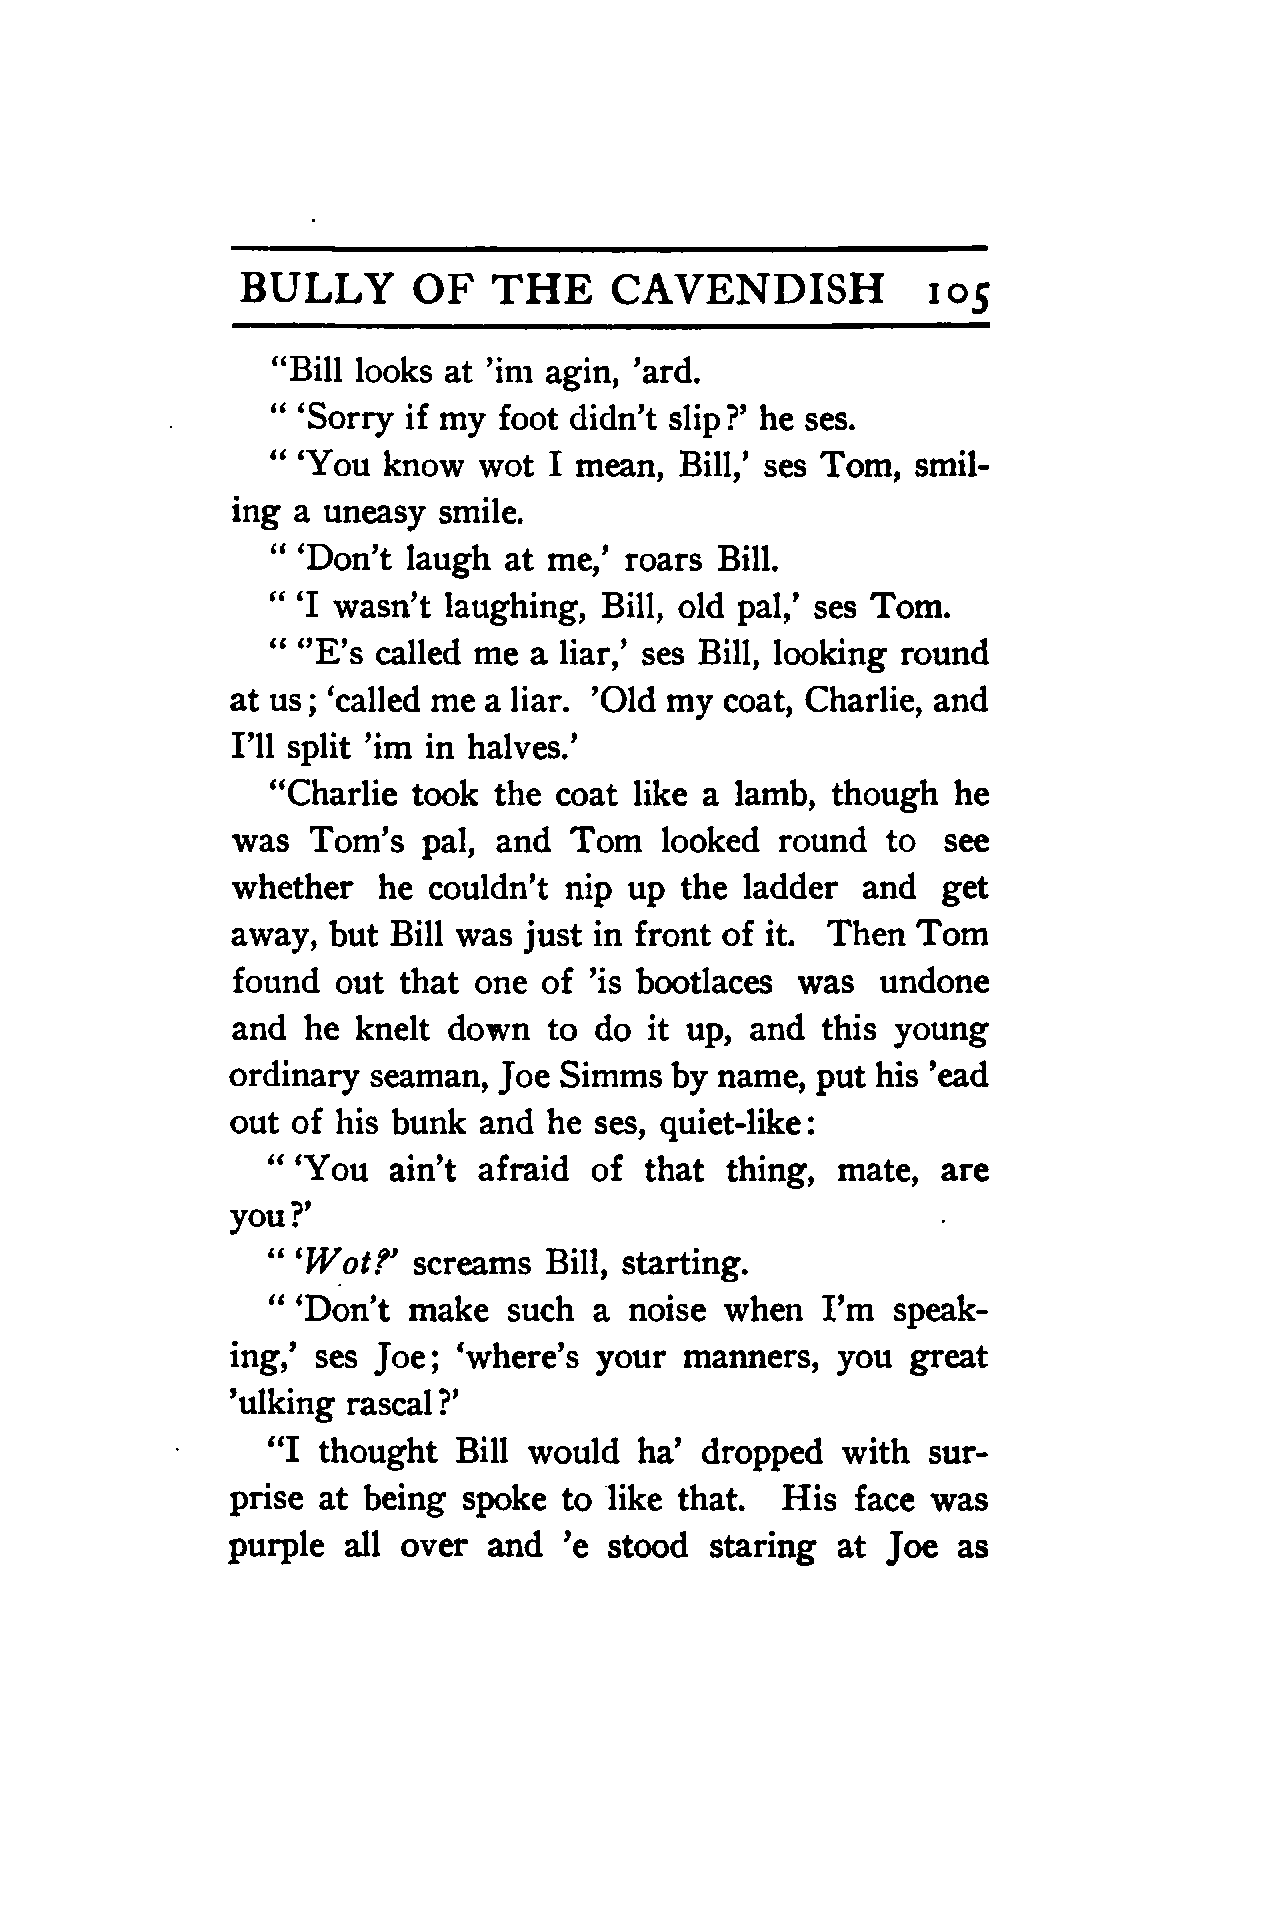 BULLY OF THE CAVENDISH 105
“Bill looks at ’im agin, ’ard.
“ ‘Sorry if my foot didn’t slip?’ he ses.
“ ‘You know wot I mean, Bill,’ ses Tom, smil-
ing a uneasy smile.
“ ‘Don’t laugh at me,’ roars Bill.
“ ‘I wasn’t laughing, Bill, old pal,’ ses Tom.
“ ‘’E’s called me a liar,’ ses Bill, looking round
at us; ‘called me a liar. ’Old my coat, Charlie, and
I’ll split ’im in halves.’
“Charlie took the coat like a lamb, though he
was Tom’s pal, and Tom looked round to see
whether he couldn’t nip up the ladder and get
away, but Bill was just in front of it. Then Tom
found out that one of ’is bootlaces was undone
and he knelt down to do it up, and this young
ordinary seaman, Joe Simms by name, put his ’ead
out of his bunk and he ses, quiet-like:
“ ‘You ain’t afraid of that thing, mate, are
you?’
“ ‘Wot?’ screams Bill, starting.
“ ‘Don’t make such a noise when I’m speak-
ing,’ ses Joe; ‘where’s your manners, you great
’ulking rascal?’
“I thought Bill would ha’ dropped with sur-
prise at being spoke to like that. His face was
purple all over and ’e stood staring at Joe as